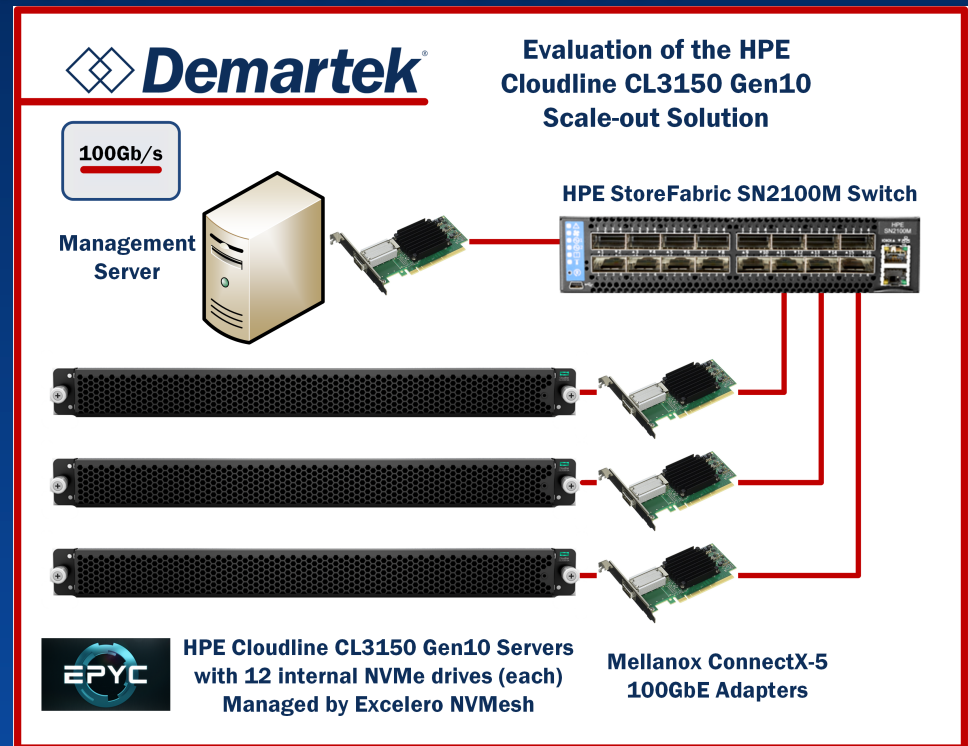 Demartek®
Evaluation of the HPE
Cloudline CL3150 Gen10
Scale-out Solution
100Gb/s
HPE StoreFabric SN2100M Switch
Management
Server
HPE
SN2100M
HPE Cloudline CL3150 Gen10 Servers
with 12 internal NVMe drives (each)
Managed by Excelero NVMesh
EPYC
Mellanox ConnectX-5
100GbE Adapters